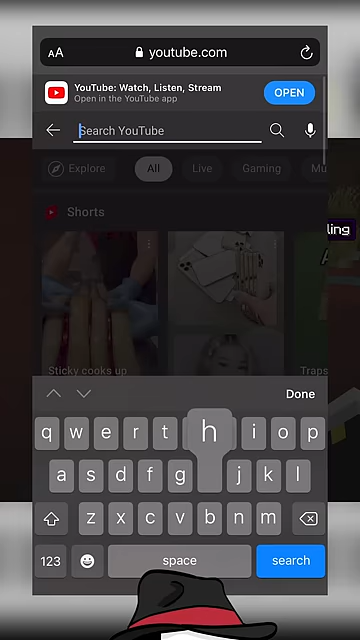 AA
youtube.com
YouTube: Watch, Listen, Stream
Open in the YouTube app
OPEN
Search YouTube
Explore
All
Live
Gaming
Mu
ling
Shorts
Sticky cooks up
Traps
Done
q w e r t h i o p
a s d f g j k l
z x c v b n m
123
space
search